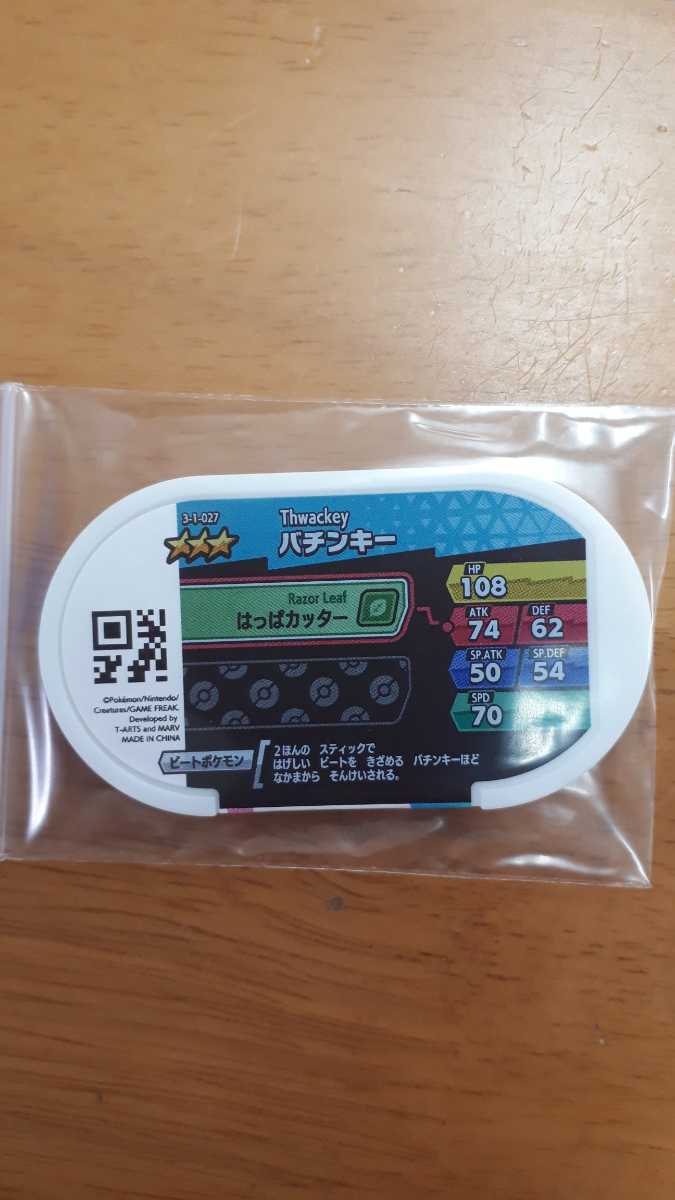 3-1-027
Thwackey
バチンキー
Razor Leaf
はっぱカッター
HP
108
ATK
74
DEF
62
SP.ATK
50
SP.DEF
54
SPD
70
©Pokémon/Nintendo/
Creatures/GAME FREAK.
Developed by
T-ARTS and MARV
MADE IN CHINA
ビートポケモン
2ほんの スティックで
はげしい ビートを きざめる バチンキーほど
なかまから そんけいされる。